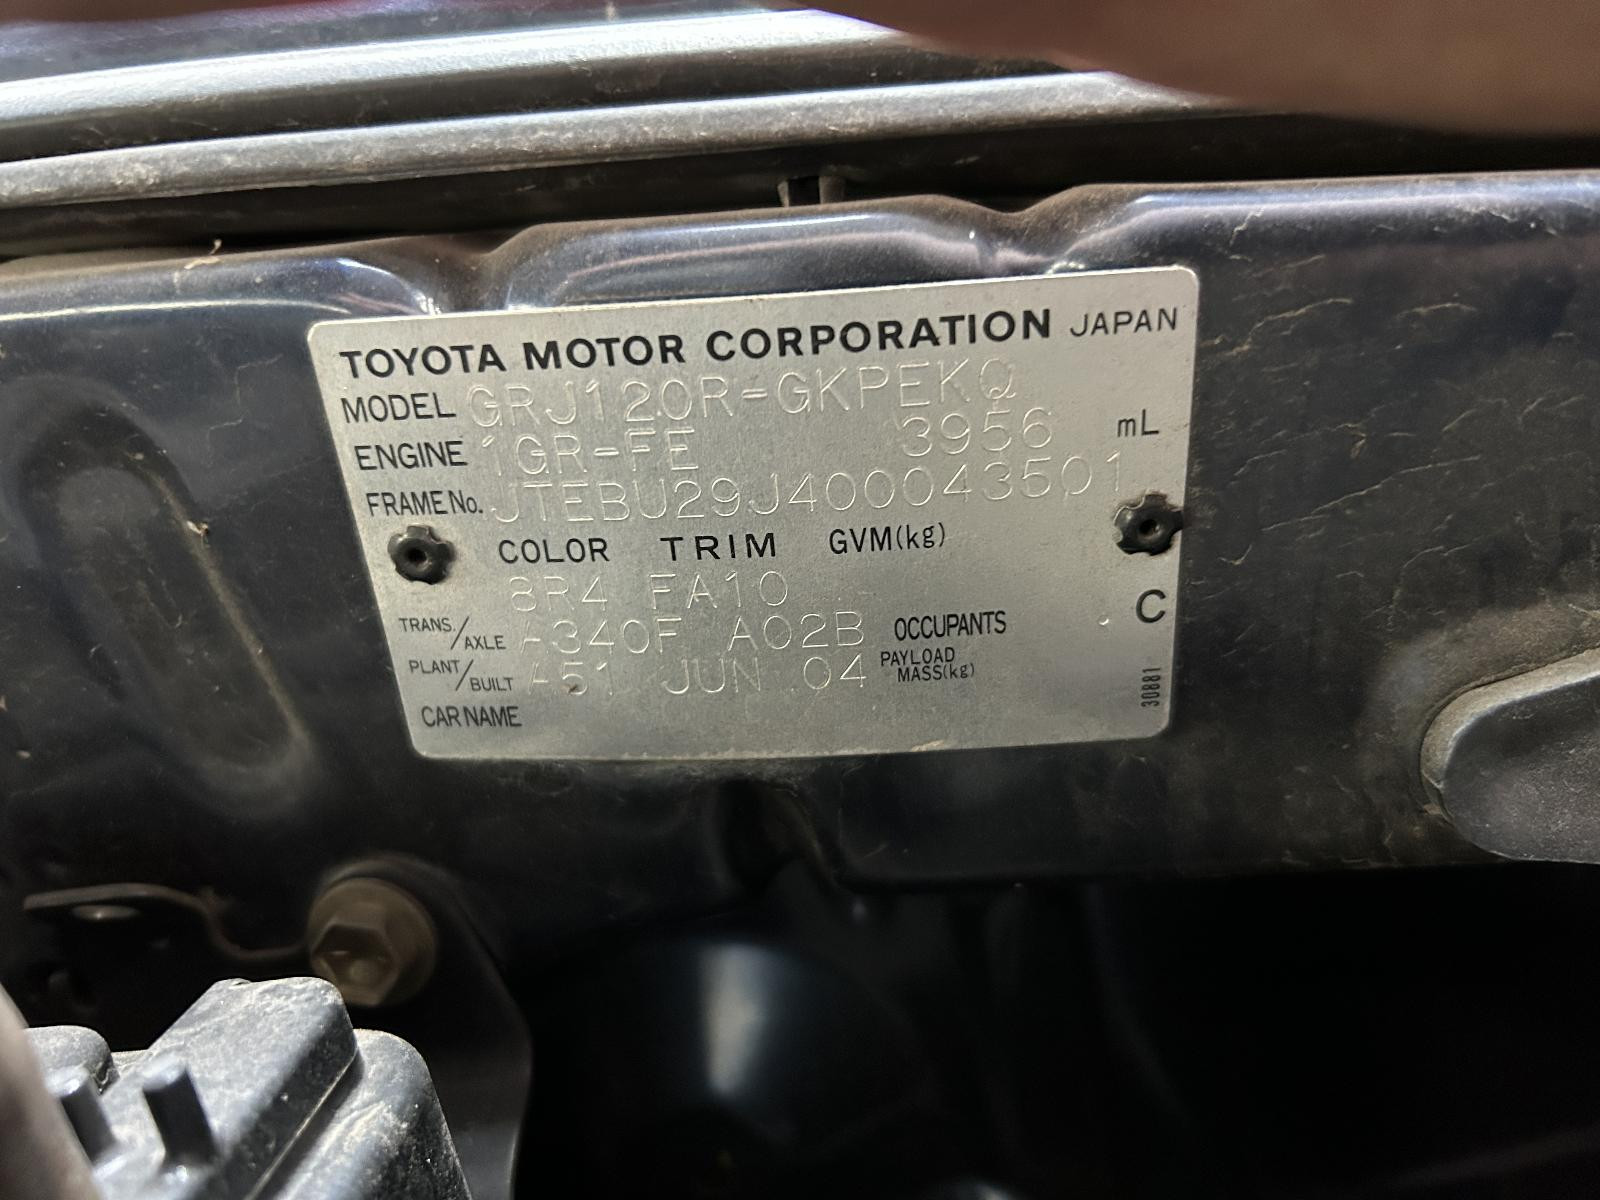 TOYOTA MOTOR CORPORATION JAPAN
MODEL GRJ120R-GKPEKQ
ENGINE 1GR-FE 3956 mL
FRAME No. JTEBU29J400043501
COLOR TRIM GVM(kg)
8R4 FA10
C
TRANS./AXLE A340F A02B OCCUPANTS
PLANT/BUILT A51 JUN 04 PAYLOAD MASS(kg)
CAR NAME
30881